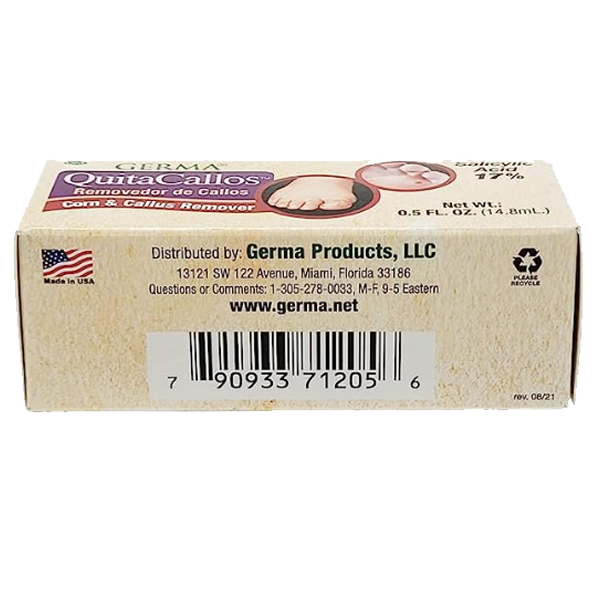 GERMA®
QuitaCallos™
Removedor de Callos
Corn & Callus Remover
Salicylic
Acid
17%
Net Wt.:
0.5 FL. OZ. (14.8mL.)
Made in USA
Distributed by: Germa Products, LLC
13121 SW 122 Avenue, Miami, Florida 33186
Questions or Comments: 1-305-278-0033, M-F, 9-5 Eastern
www.germa.net
PLEASE
RECYCLE
7 90933 71205 6
rev. 08/21